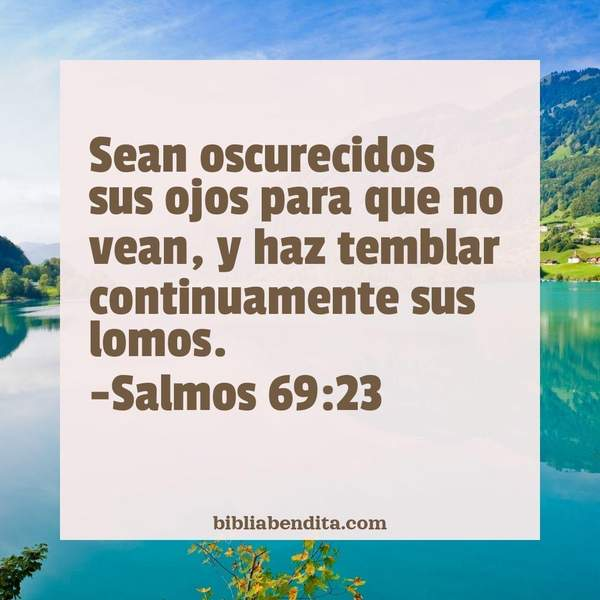 Sean oscurecidos
sus ojos para que no
vean, y haz temblar
continuamente sus
lomos.
-Salmos 69:23
bibliabendita.com